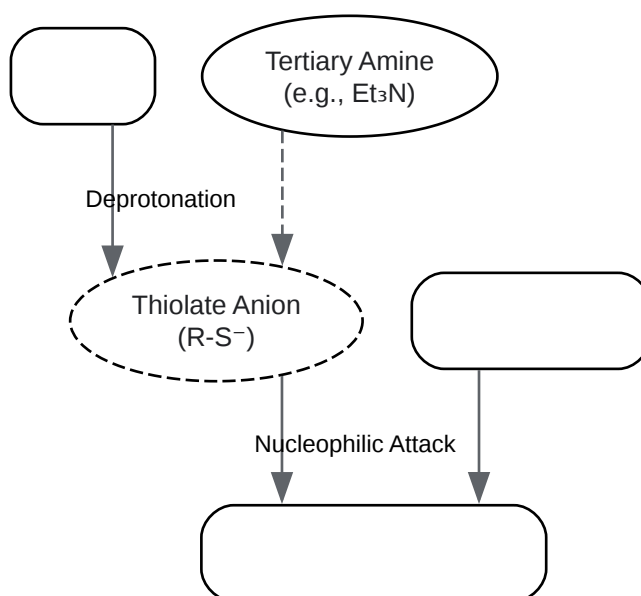 Tertiary Amine
(e.g., Et₃N)
Deprotonation
Thiolate Anion
(R-S⁻)
Nucleophilic Attack